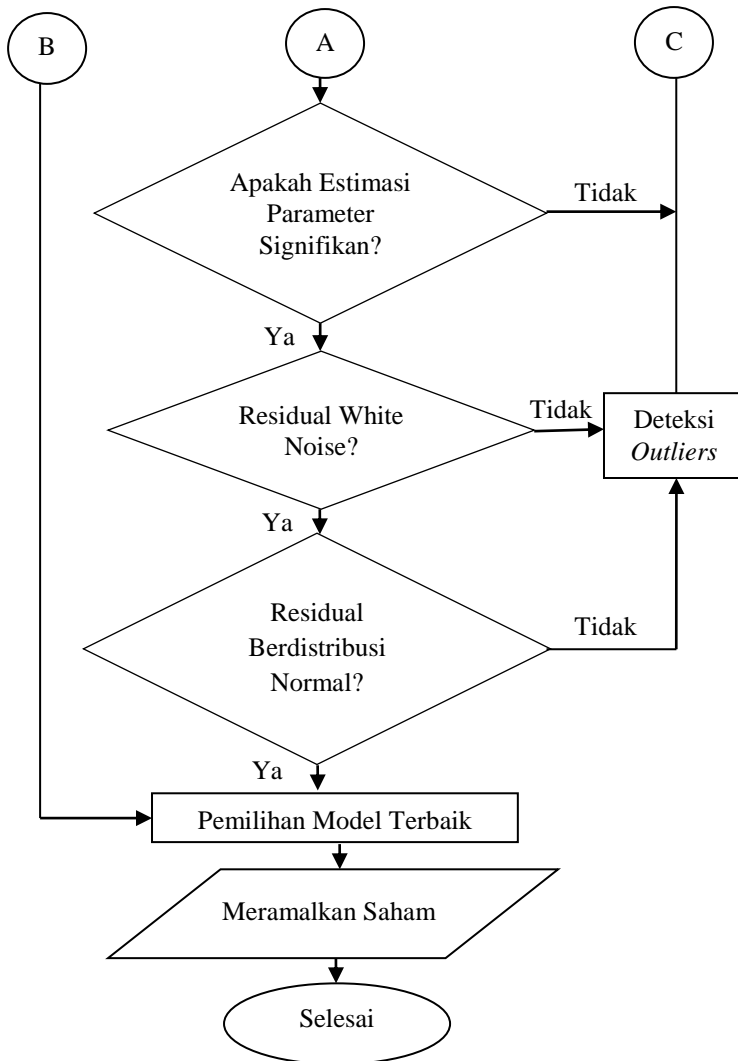 B
A
C
Apakah Estimasi
Parameter
Signifikan?
Tidak
Ya
Residual White
Noise?
Tidak
Deteksi
Outliers
Ya
Residual
Berdistribusi
Normal?
Tidak
Ya
Pemilihan Model Terbaik
Meramalkan Saham
Selesai